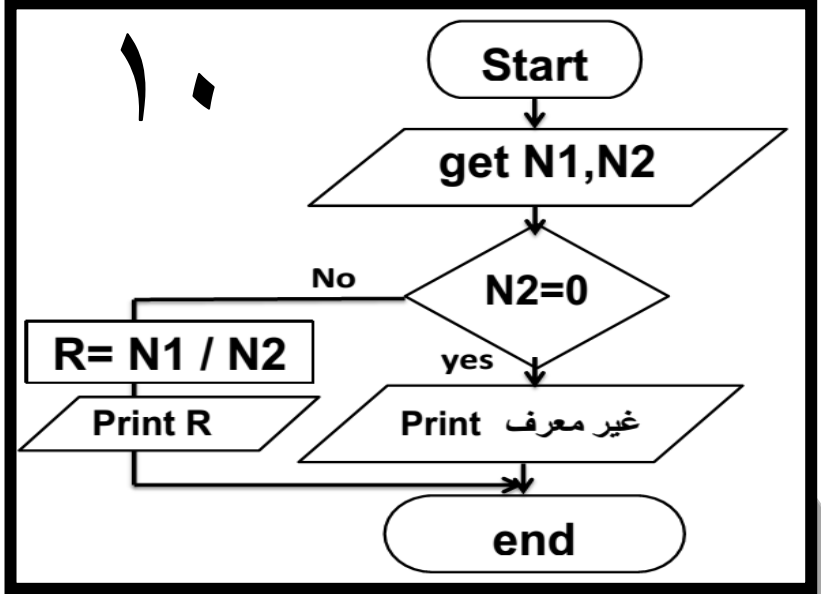 ١٠
Start
get N1,N2
N2=0
No
R= N1 / N2
Print R
yes
Print غير معرف
end